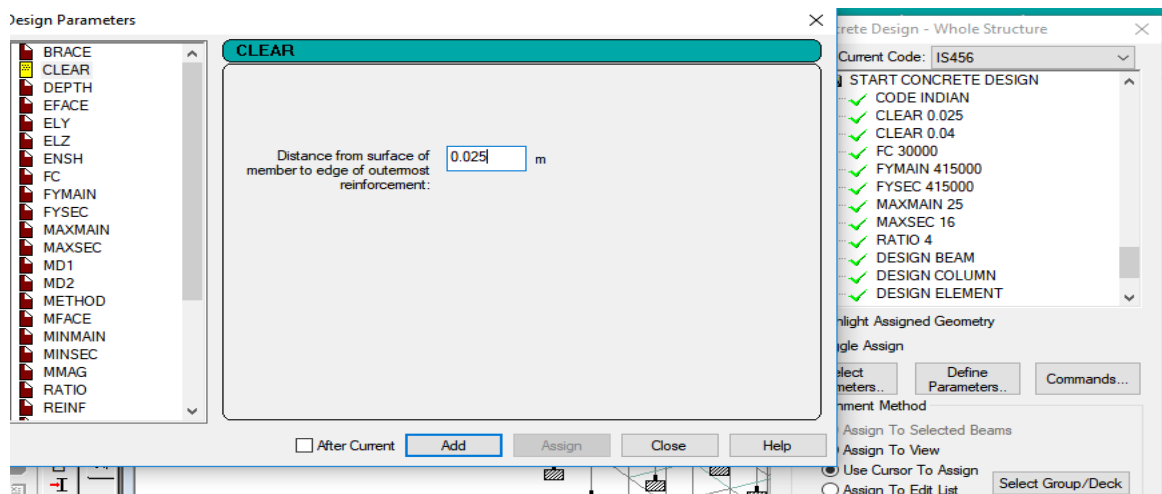 Design Parameters
BRACE
CLEAR
DEPTH
EFACE
ELY
ELZ
ENSH
FC
FYMAIN
FYSEC
MAXMAIN
MAXSEC
MD1
MD2
METHOD
MFACE
MINMAIN
MINSEC
MMAG
RATIO
REINF
CLEAR
Distance from surface of
member to edge of outermost
reinforcement:
0.025
m
After Current
Add
Assign
Close
Help
crete Design - Whole Structure
Current Code: IS456
START CONCRETE DESIGN
CODE INDIAN
CLEAR 0.025
CLEAR 0.04
FC 30000
FYMAIN 415000
FYSEC 415000
MAXMAIN 25
MAXSEC 16
RATIO 4
DESIGN BEAM
DESIGN COLUMN
DESIGN ELEMENT
hlight Assigned Geometry
gle Assign
elect
meters..
Define
Parameters..
Commands...
nment Method
Assign To Selected Beams
Assign To View
Use Cursor To Assign
Assign To Edit List
Select Group/Deck